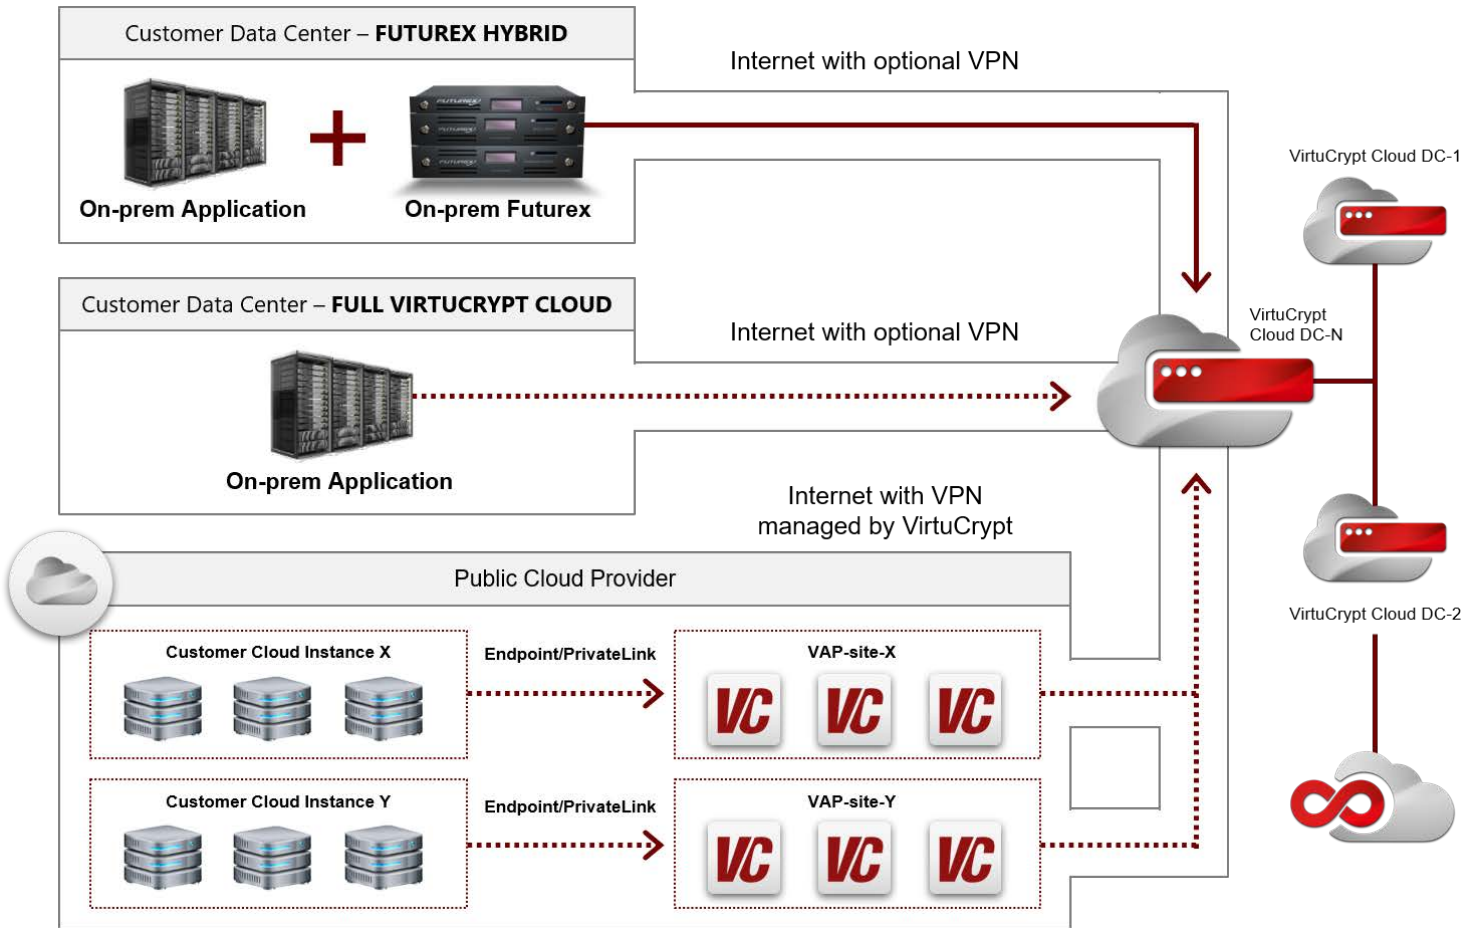 Customer Data Center – FUTUREX HYBRID
Internet with optional VPN
FUTUREX
FUTUREX
FUTUREX
On-prem Application
On-prem Futurex
VirtuCrypt Cloud DC-1
Customer Data Center – FULL VIRTUCRYPT CLOUD
Internet with optional VPN
VirtuCrypt
Cloud DC-N
On-prem Application
Internet with VPN
managed by VirtuCrypt
Public Cloud Provider
VirtuCrypt Cloud DC-2
Customer Cloud Instance X
Endpoint/PrivateLink
VAP-site-X
VC VC VC
Customer Cloud Instance Y
Endpoint/PrivateLink
VAP-site-Y
VC VC VC